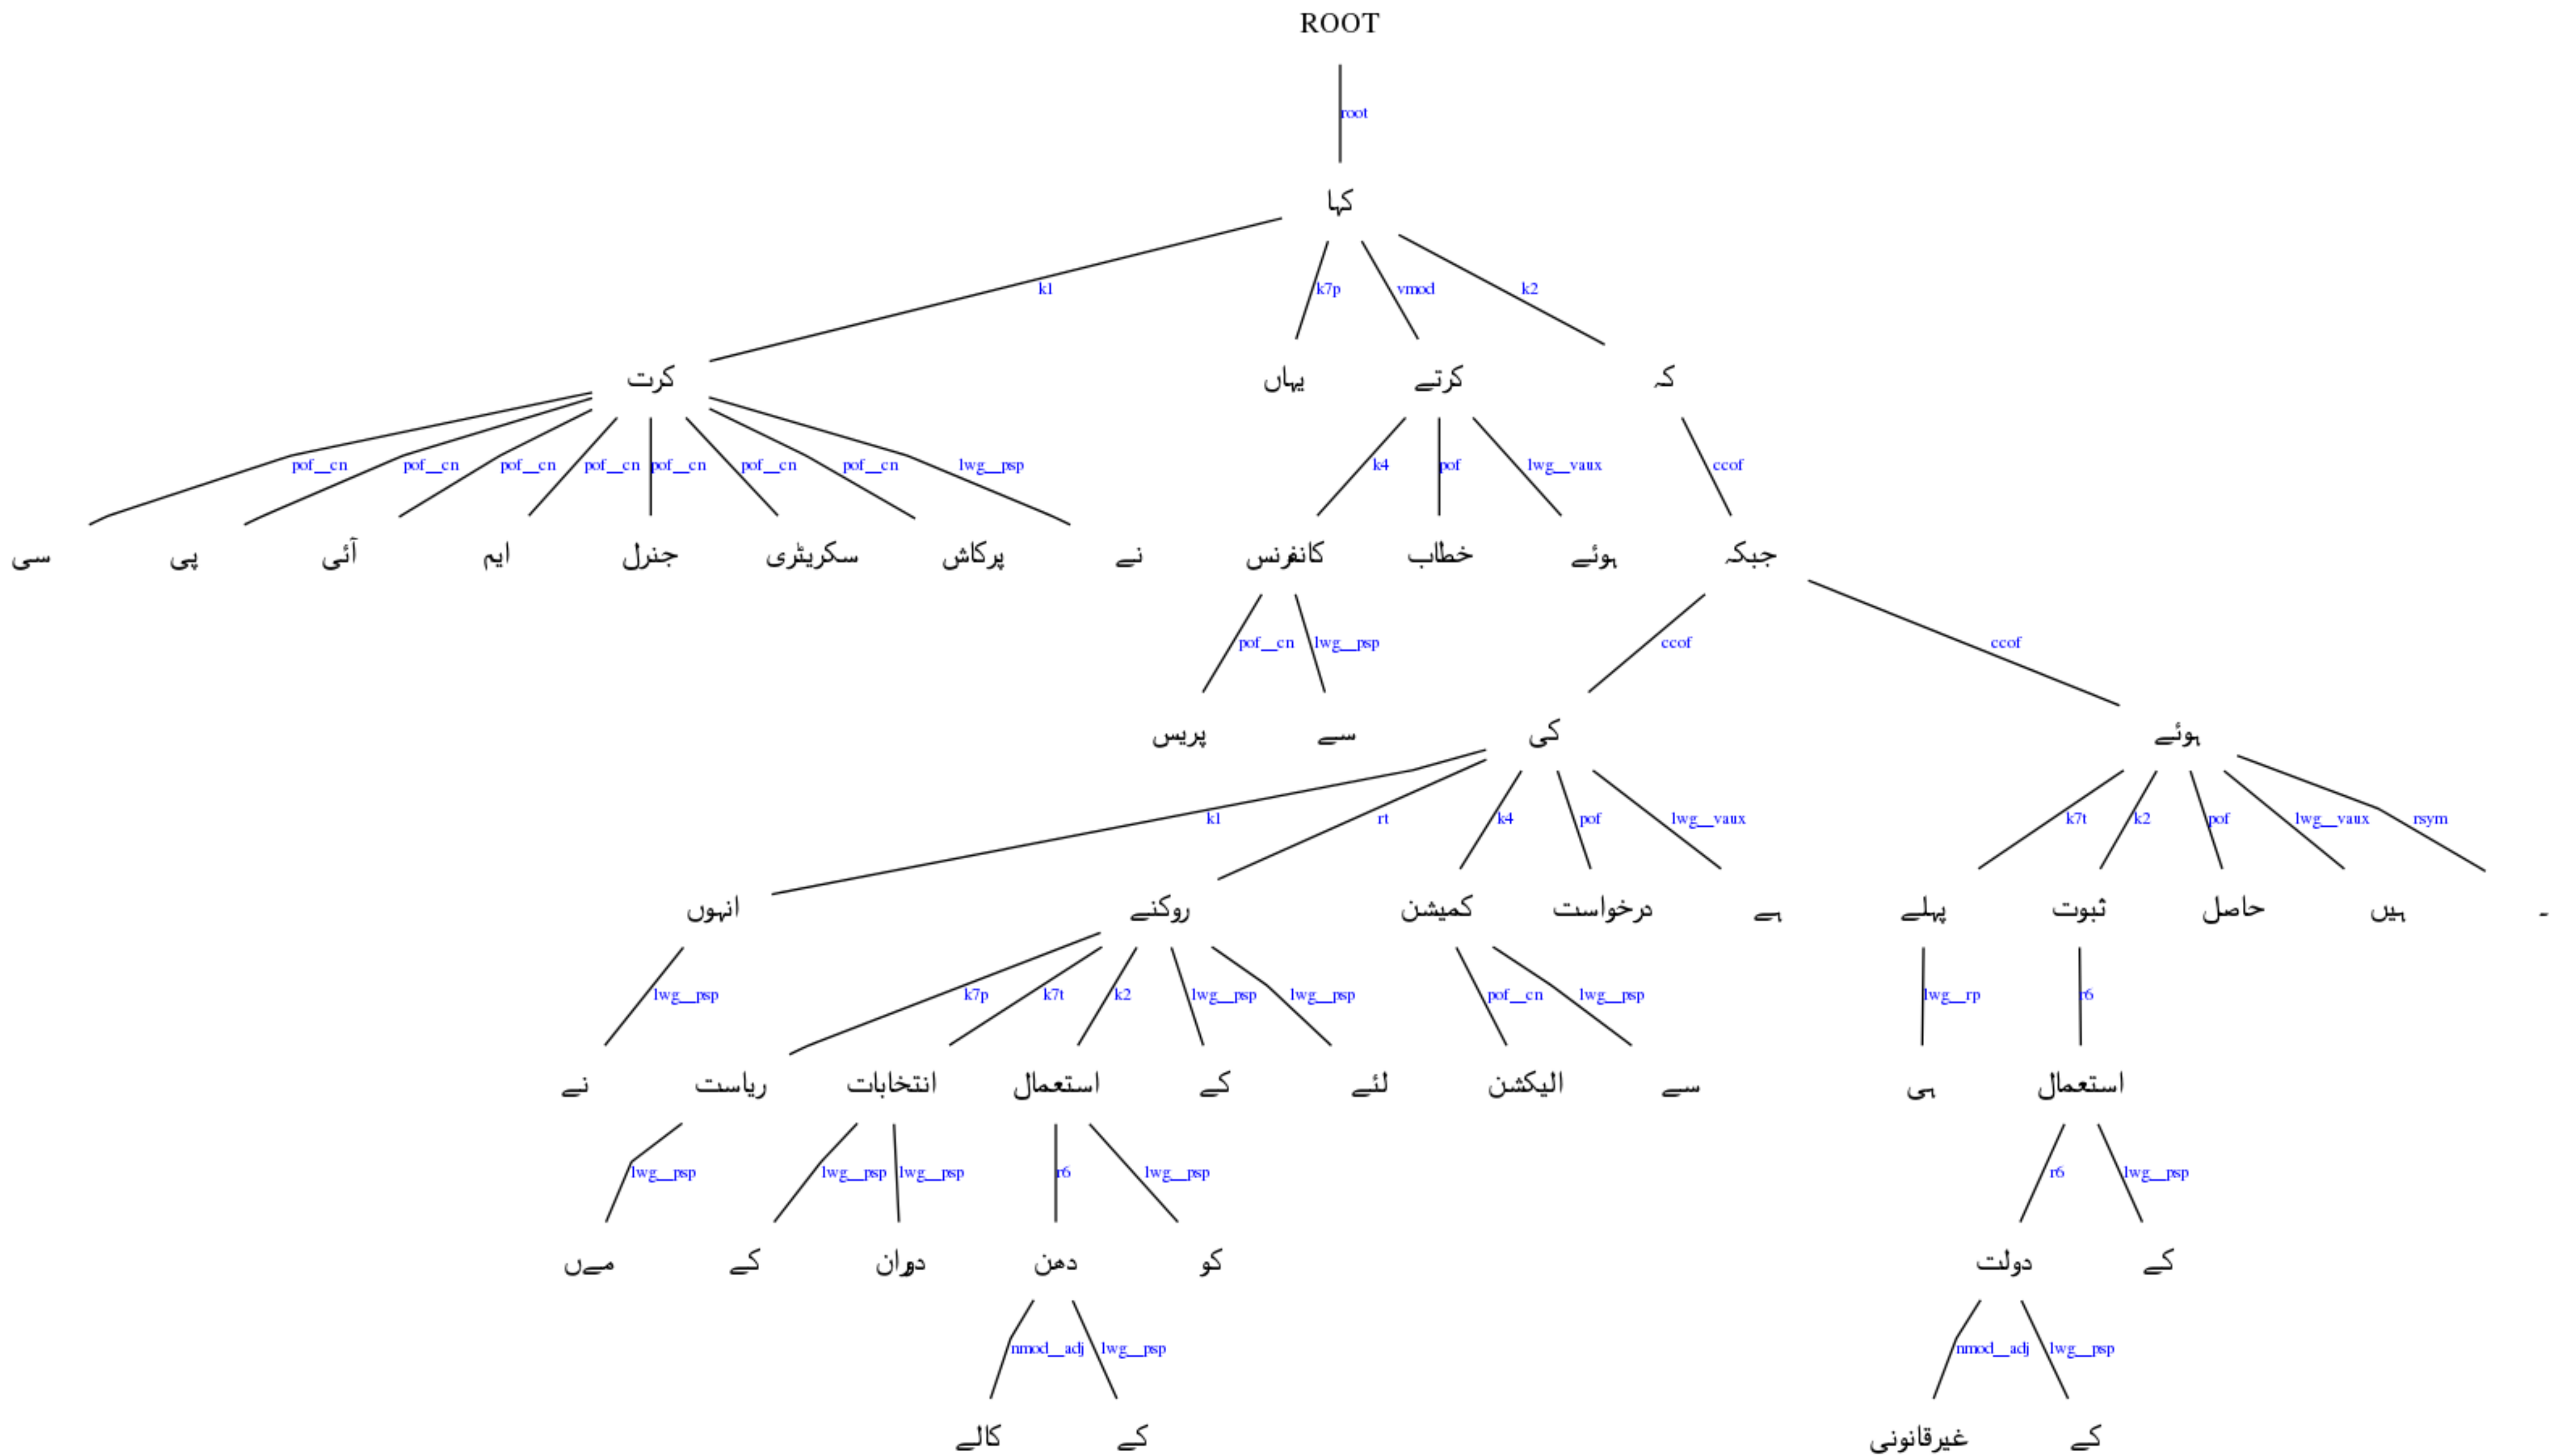 ROOT
root
کہا
k1 k7p vmod k2
کرت یہاں کرتے کہ
pof__cn pof__cn pof__cn pof__cn pof__cn pof__cn pof__cn lwg__psp k4 pof lwg__vaux ccof
سی پی آئی ایم جنرل سکریٹری پرکاش نے کانفرنس خطاب ہوئے جبکہ
pof__cn lwg__psp ccof ccof
پریس سے کی ہوئے
k1 rt k4 pof lwg__vaux k7t k2 pof lwg__vaux rsym
انہوں روکنے کمیشن درخواست ہے پہلے ثبوت حاصل ہیں ۔
lwg__psp k7p k7t k2 lwg__psp lwg__psp pof__cn lwg__psp lwg__rp r6
نے ریاست انتخابات استعمال کے لئے الیکشن سے ہی استعمال
lwg__psp lwg__psp lwg__psp r6 lwg__psp r6 lwg__psp
مےں کے دوران دھن کو دولت کے
nmod__adj lwg__psp nmod__adj lwg__psp
کالے کے غیرقانونی کے